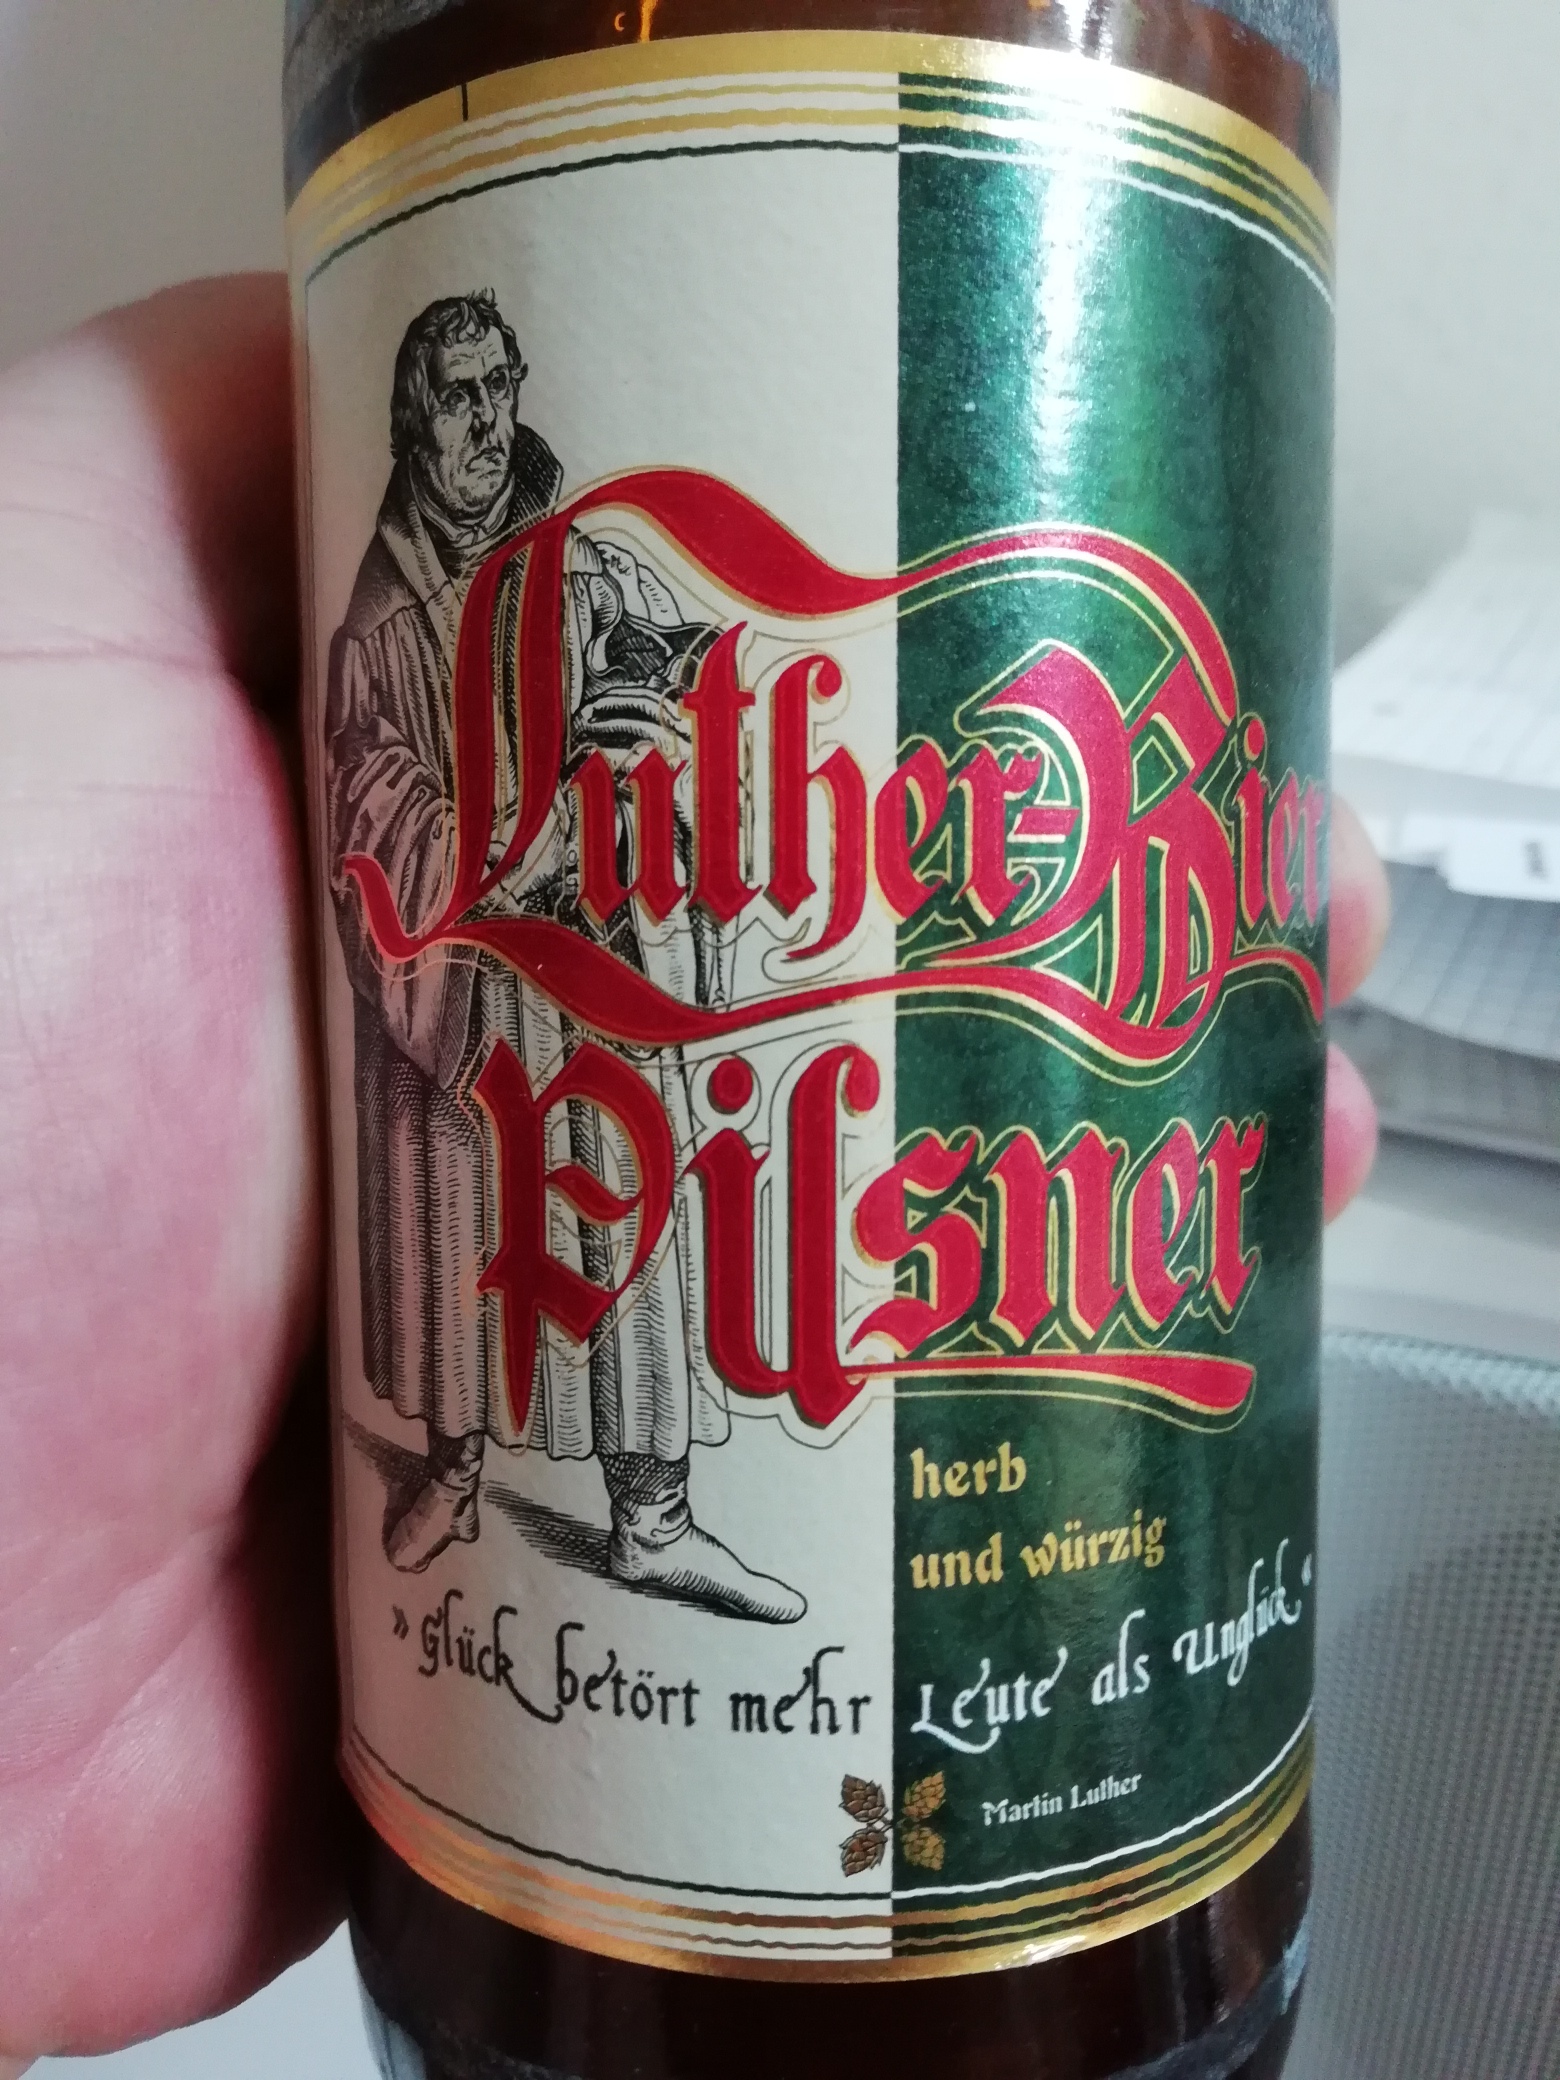 Luther-Bier
Pilsner
herb
und würzig
»Glück betört mehr Leute als Unglück«
Martin Luther